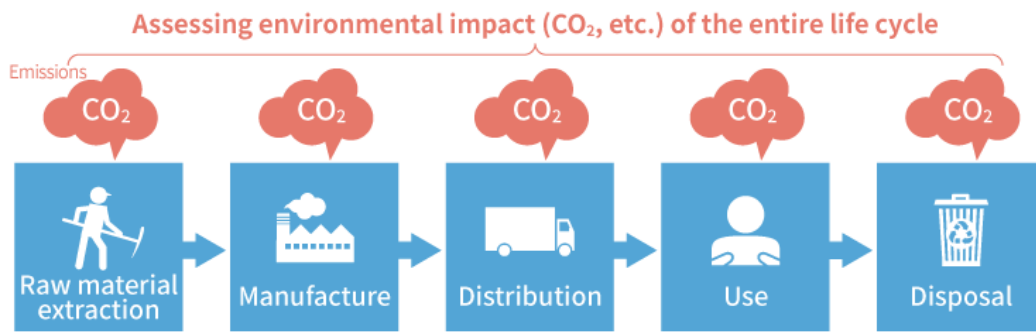 Assessing environmental impact (CO₂, etc.) of the entire life cycle
Emissions
CO₂
CO₂
CO₂
CO₂
CO₂
Raw material
extraction
Manufacture
Distribution
Use
Disposal